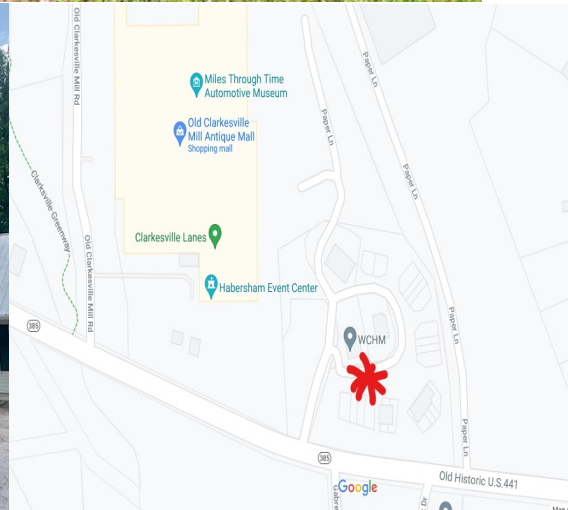 Old Clarkesville Mill Rd
Miles Through Time
Automotive Museum
Paper Ln
Old Clarkesville
Mill Antique Mall
Shopping mall
Paper Ln
Paper Ln
Clarkesville Greenway
Clarkesville Lanes
Old Clarkesville Mill Rd
Habersham Event Center
Paper Ln
385
WCHM
Paper Ln
385
Old Historic U.S.441
Google